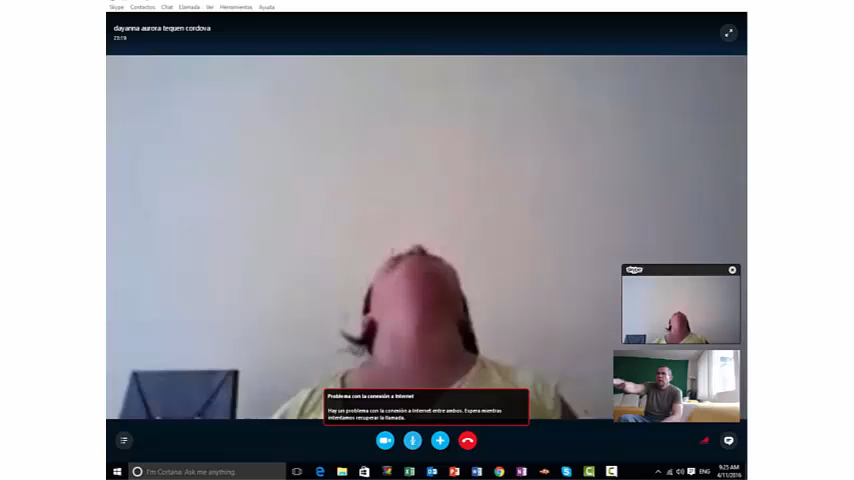 Skype Contactos Chat Llamada Ver Herramientas Ayuda
dayanna aurora tequen cordova
skype
Problema con la conexión a Internet
Hay un problema con la conexión a Internet entre ambos. Espera mientras
intentamos recuperar la llamada.
I'm Cortana. Ask me anything.
ENG
9:25 AM
4/11/2016